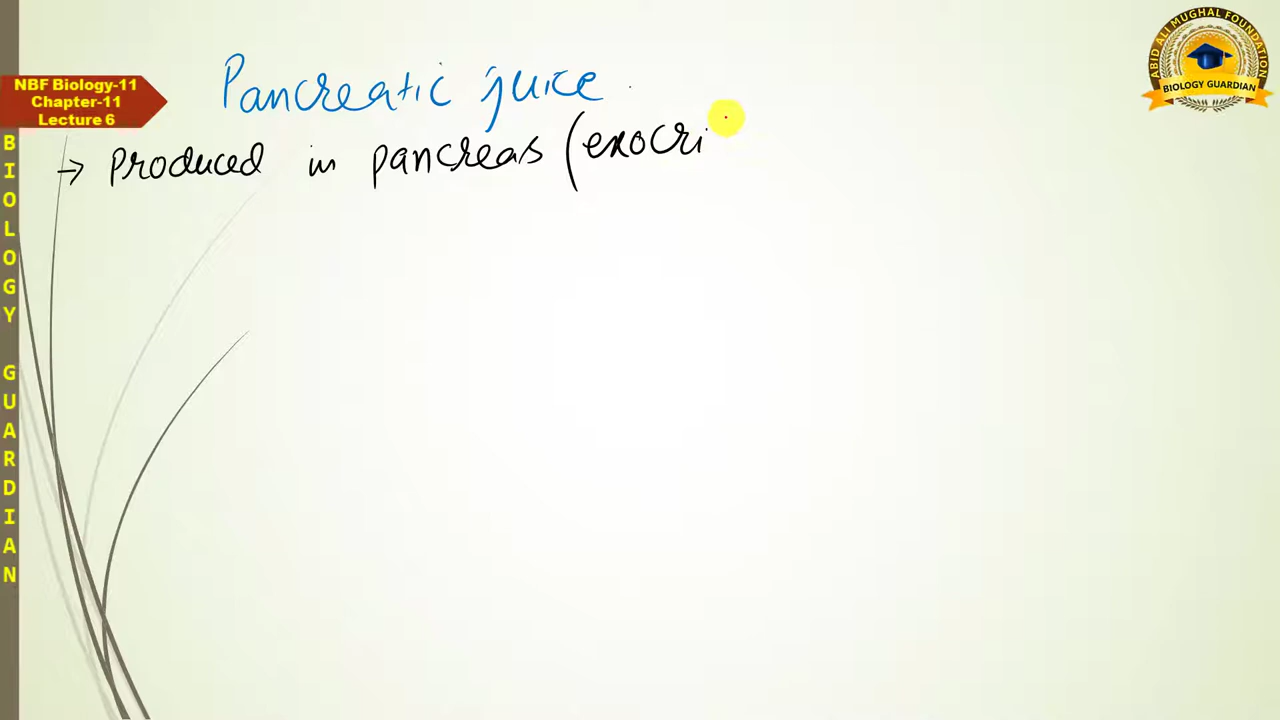 ABID ALI MUGHAL FOUNDATION
BIOLOGY GUARDIAN
NBF Biology-11
Chapter-11
Lecture 6
Pancreatic juice
→ Produced in pancreas (exocri
BIOLOGY GUARDIAN